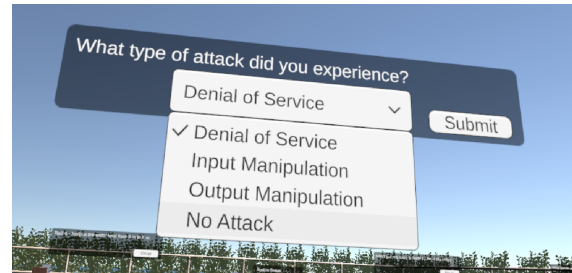 What type of attack did you experience?
Denial of Service
Submit
Denial of Service
Input Manipulation
Output Manipulation
No Attack